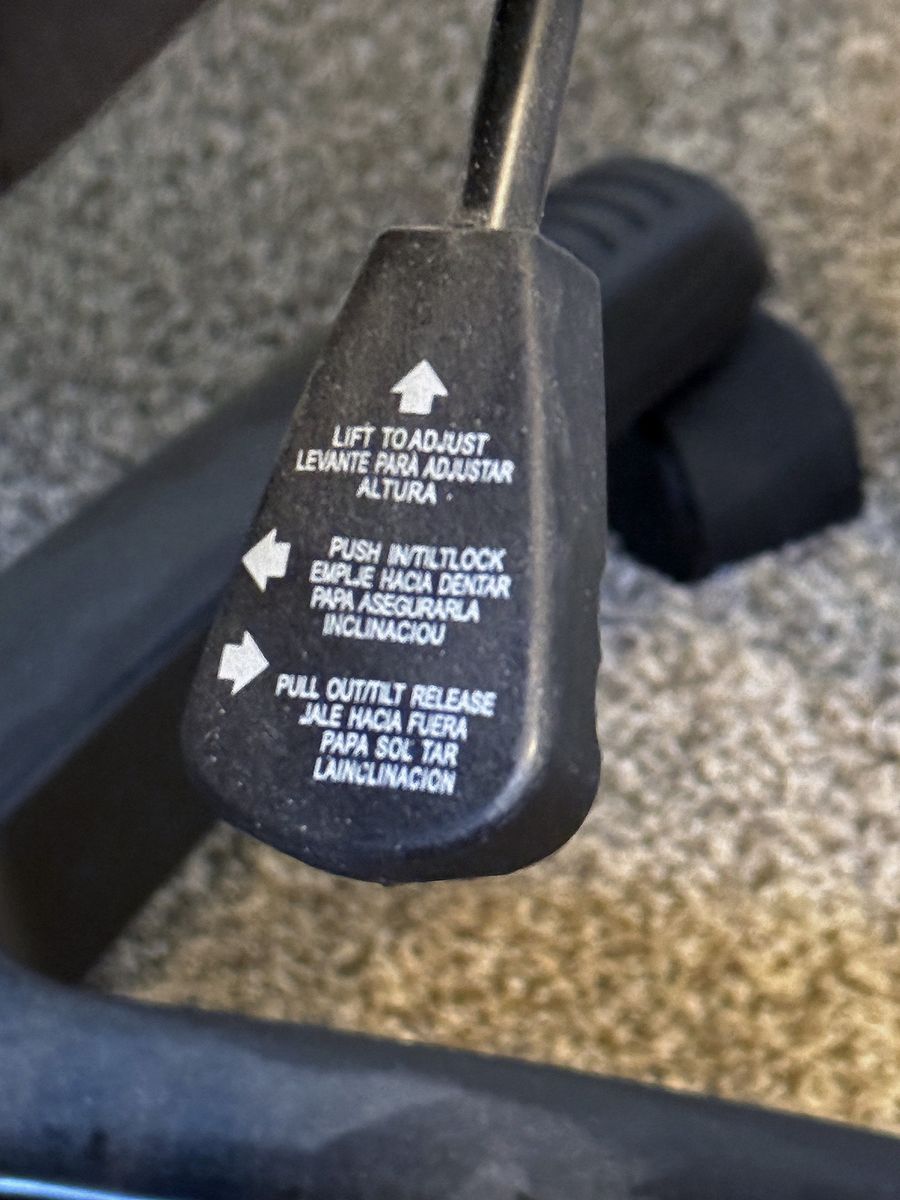 LIFT TO ADJUST
LEVANTE PARA ADJUSTAR
ALTURA
PUSH IN/TILTLOCK
EMPLJE HACIA DENTAR
PAPA ASEGURARLA
INCLINACIOU
PULL OUT/TILT RELEASE
JALE HACIA FUERA
PAPA SOL TAR
LAINCLINACION